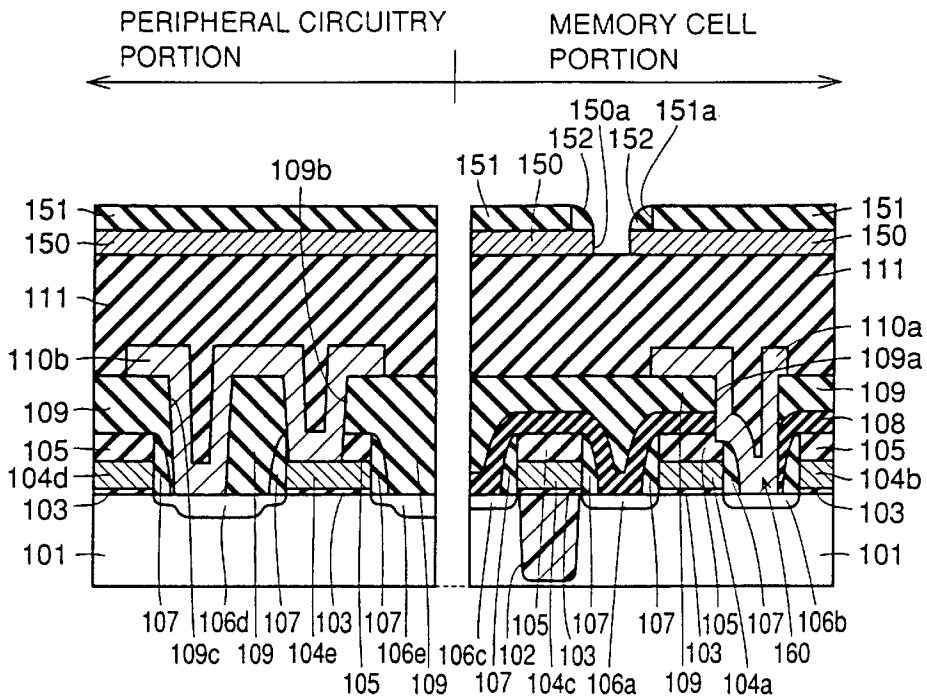 PERIPHERAL CIRCUITRY PORTION
MEMORY CELL PORTION
150a
151a
152
152
109b
151
150
151
150
111
110b
109
105
104d
103
101
151
150
111
110a
109a
109
108
105
104b
103
101
107
106d
107
103
107
109c
109
104e
106e
105
109
105
107
107
105
107
106b
106c
102
103
103
160
107
104c
106a
109
104a